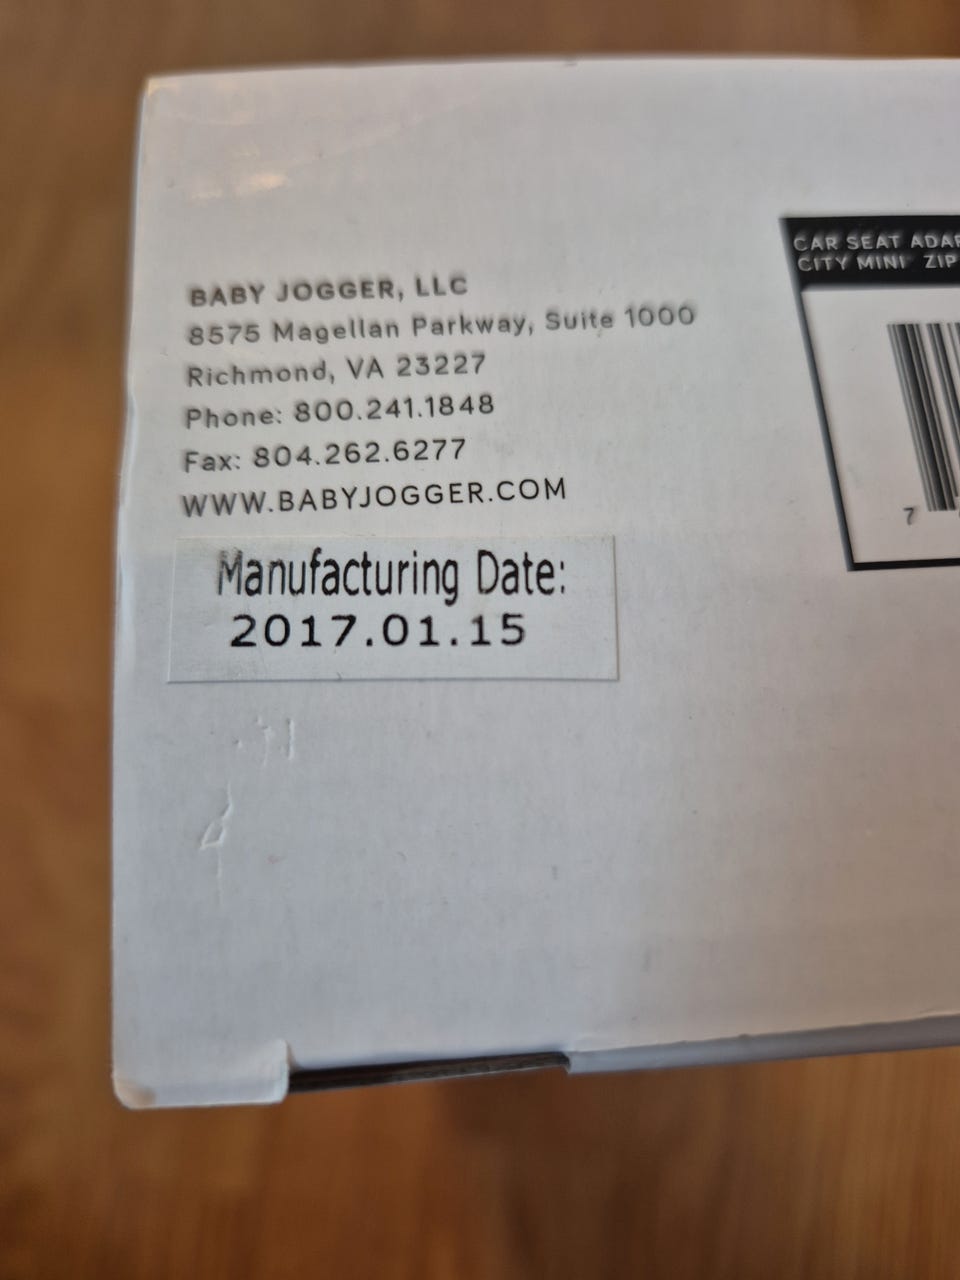 BABY JOGGER, LLC
8575 Magellan Parkway, Suite 1000
Richmond, VA 23227
Phone: 800.241.1848
Fax: 804.262.6277
WWW.BABYJOGGER.COM
Manufacturing Date:
2017.01.15
CAR SEAT
CITY MINI ZIP
7